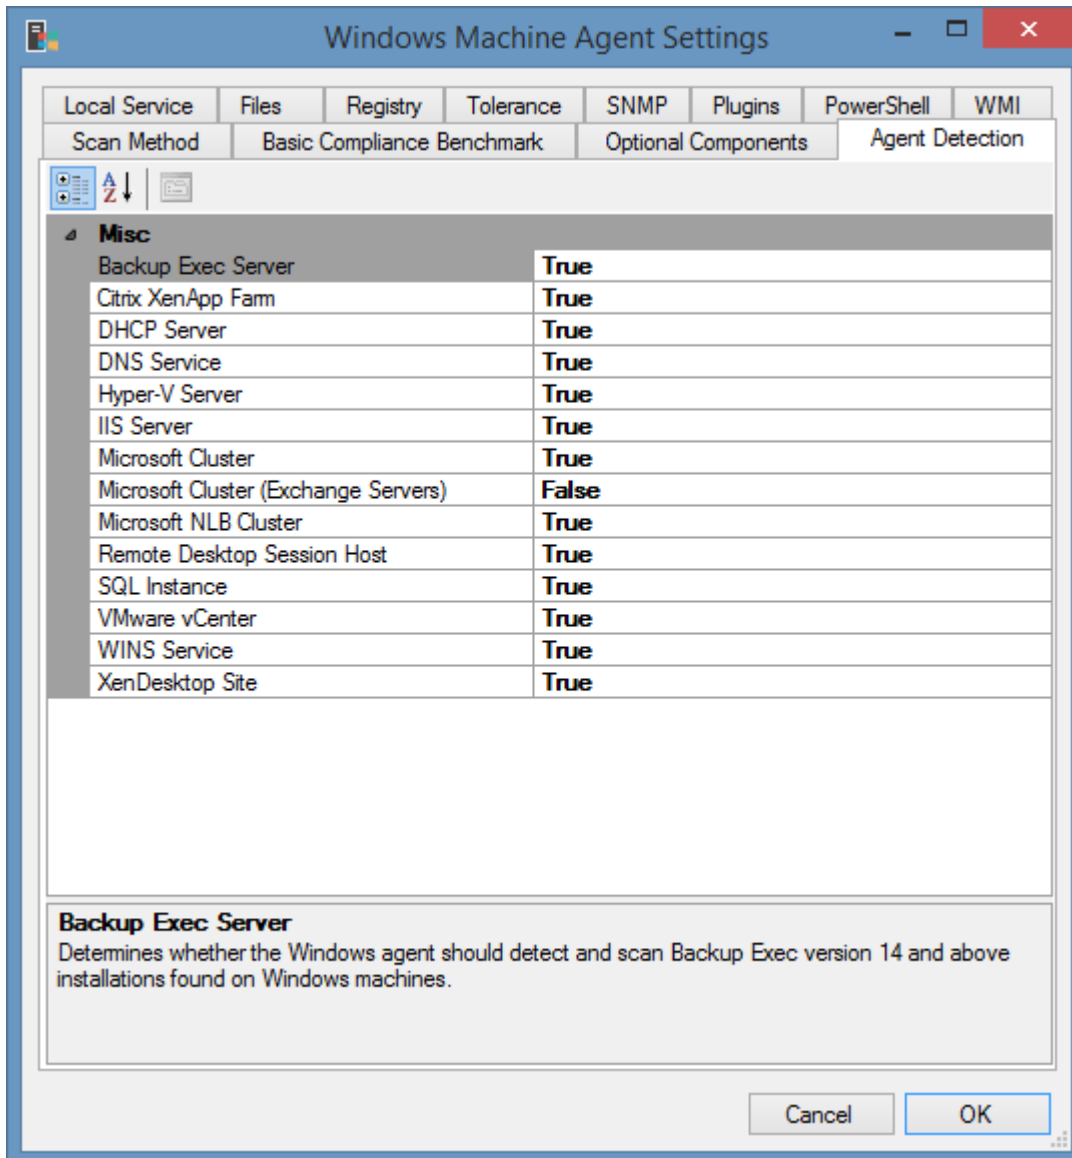 Windows Machine Agent Settings
Local Service Files Registry Tolerance SNMP Plugins PowerShell WMI
Scan Method Basic Compliance Benchmark Optional Components Agent Detection
Misc
Backup Exec Server True
Citrix XenApp Farm True
DHCP Server True
DNS Service True
Hyper-V Server True
IIS Server True
Microsoft Cluster True
Microsoft Cluster (Exchange Servers) False
Microsoft NLB Cluster True
Remote Desktop Session Host True
SQL Instance True
VMware vCenter True
WINS Service True
XenDesktop Site True
Backup Exec Server
Determines whether the Windows agent should detect and scan Backup Exec version 14 and above
installations found on Windows machines.
Cancel OK